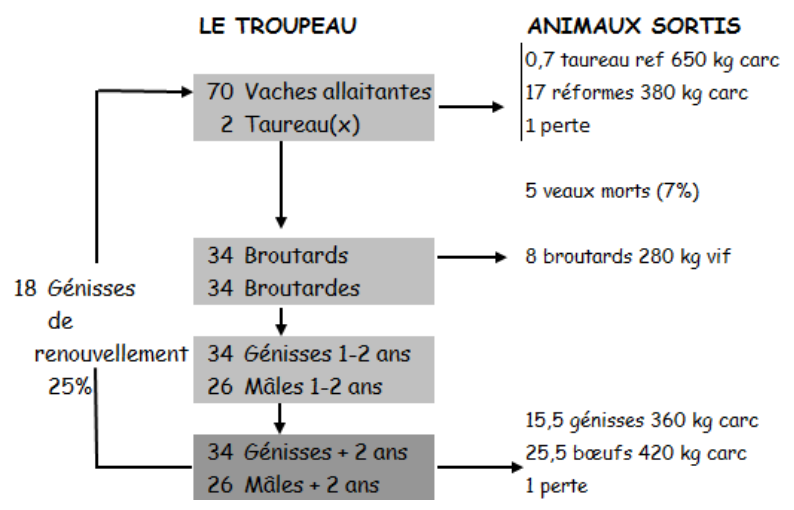 LE TROUPEAU
ANIMAUX SORTIS
70 Vaches allaitantes
2 Taureau(x)
0,7 taureau ref 650 kg carc
17 réformes 380 kg carc
1 perte
5 veaux morts (7%)
34 Broutards
34 Broutardes
8 broutards 280 kg vif
18 Génisses
de
renouvellement
25%
34 Génisses 1-2 ans
26 Mâles 1-2 ans
34 Génisses + 2 ans
26 Mâles + 2 ans
15,5 génisses 360 kg carc
25,5 bœufs 420 kg carc
1 perte